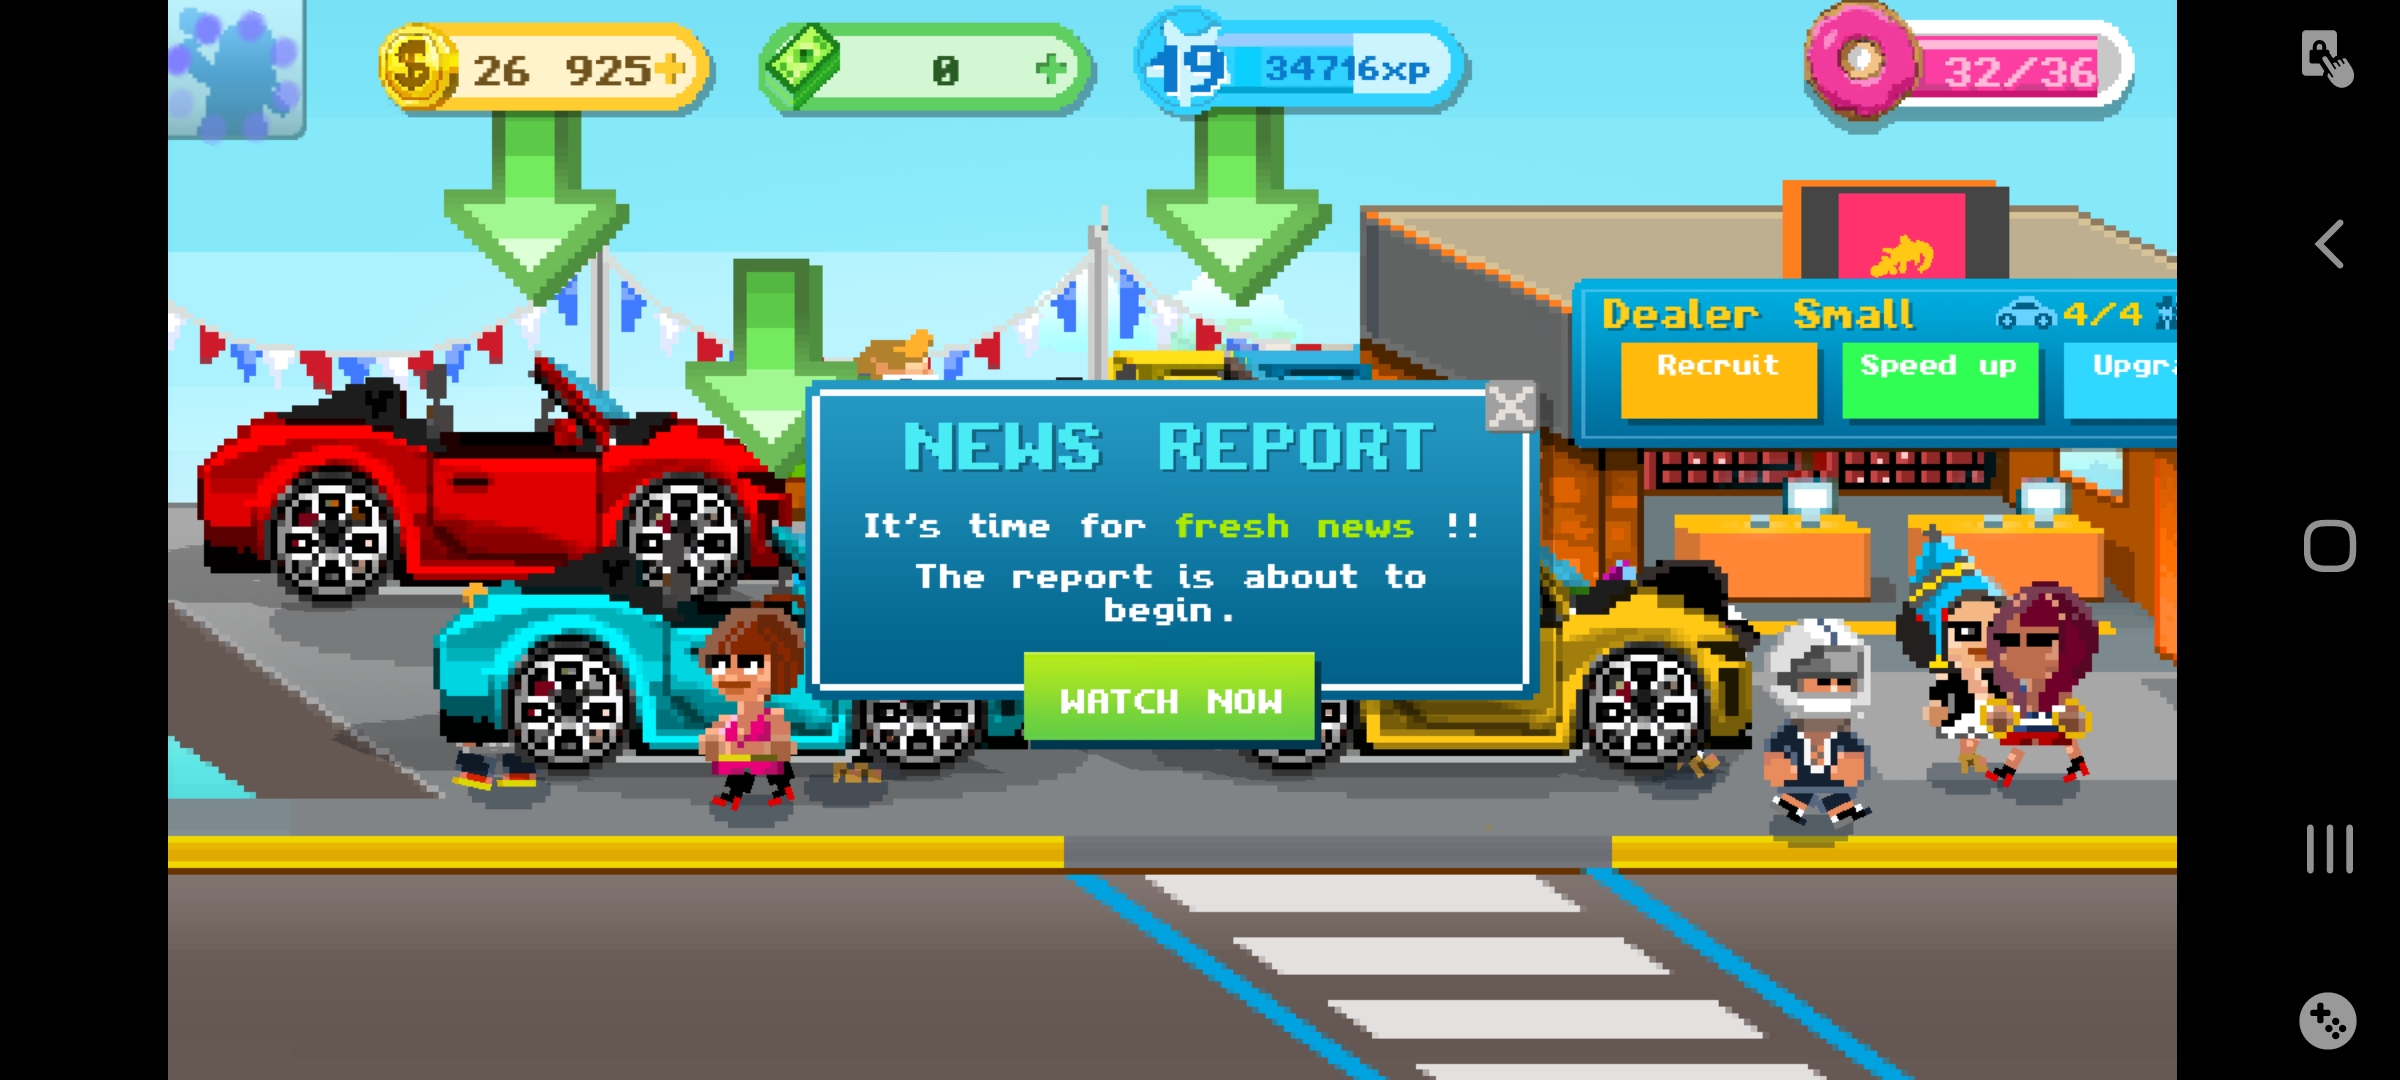 26 925+
0 +
19 34716xp
32/36
Dealer Small 4/4
Recruit
Speed up
NEWS REPORT
It's time for fresh news !!
The report is about to
begin.
WATCH NOW